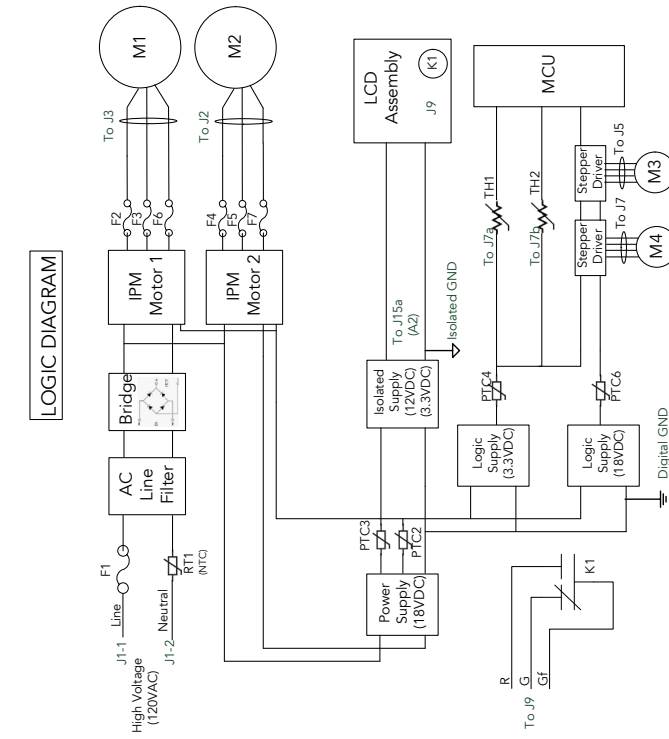 LOGIC DIAGRAM
High Voltage
(120VAC)
J1-1
Line
F1
J1-2
Neutral
RT1
(NTC)
AC
Line
Filter
Bridge
IPM
Motor 1
F2
F3
F6
To J3
M1
IPM
Motor 2
F4
F5
F7
To J2
M2
Power
Supply
(18VDC)
PTC3
PTC2
Isolated
Supply
(12VDC)
(3.3VDC)
To J15a
(A2)
Isolated GND
LCD
Assembly
K1
J9
Logic
Supply
(3.3VDC)
PTC4
To J7a
TH1
To J7b
TH2
MCU
Logic
Supply
(18VDC)
PTC6
Digital GND
Stepper
Driver
To J7
M4
Stepper
Driver
To J5
M3
To J9
R
G
Gf
K1